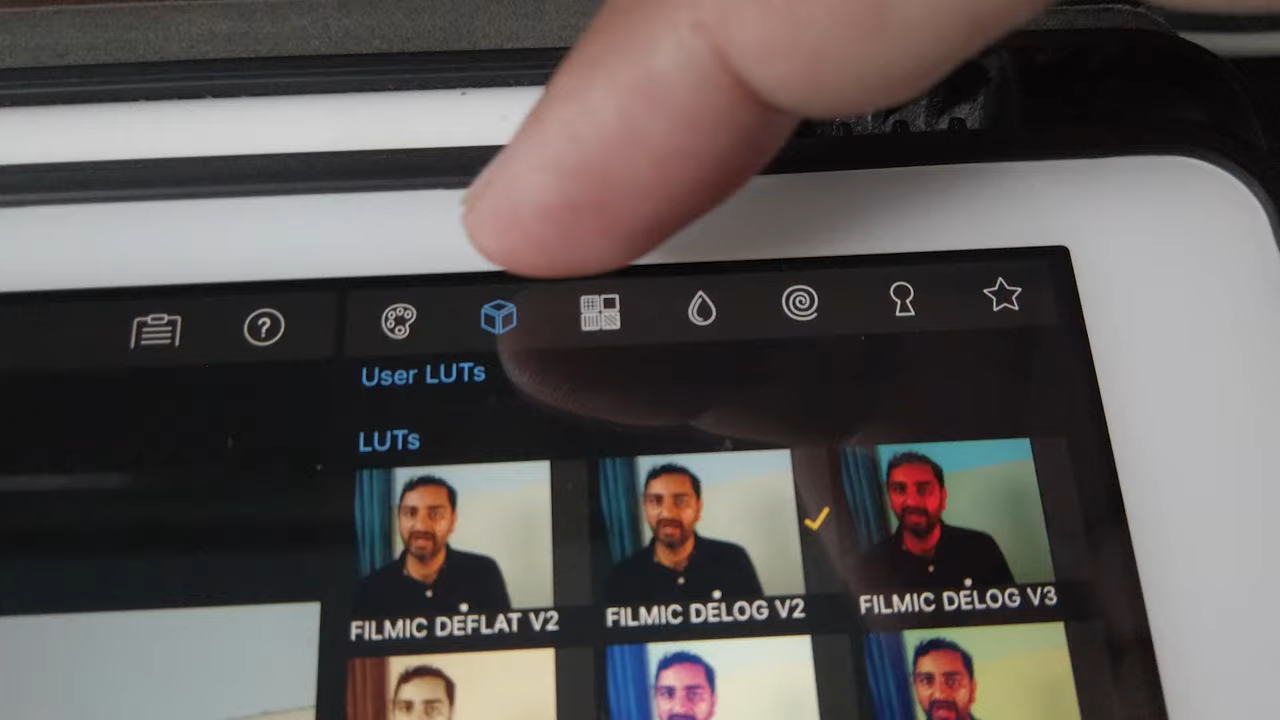 User LUTs
LUTs
FILMIC DEFLAT V2
FILMIC DELOG V2
FILMIC DELOG V3